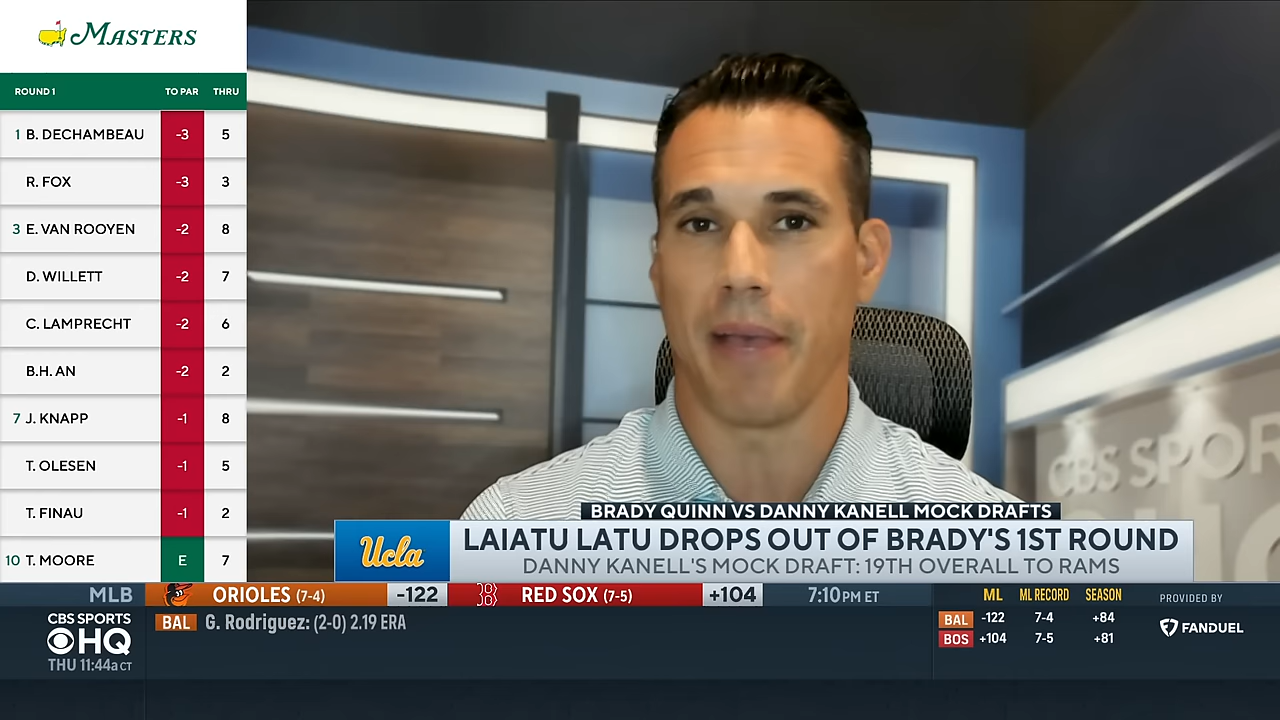 MASTERS
ROUND 1 TO PAR THRU
1 B. DECHAMBEAU -3 5
R. FOX -3 3
3 E. VAN ROOYEN -2 8
D. WILLETT -2 7
C. LAMPRECHT -2 6
B.H. AN -2 2
7 J. KNAPP -1 8
T. OLESEN -1 5
T. FINAU -1 2
10 T. MOORE E 7
CBS SPOR
BRADY QUINN VS DANNY KANELL MOCK DRAFTS
Ucla
LAIATU LATU DROPS OUT OF BRADY'S 1ST ROUND
DANNY KANELL'S MOCK DRAFT: 19TH OVERALL TO RAMS
MLB ORIOLES (7-4) -122 RED SOX (7-5) +104 7:10PM ET
CBS SPORTS
HQ
THU 11:44a CT
BAL G. Rodriguez: (2-0) 2.19 ERA
ML ML RECORD SEASON
BAL -122 7-4 +84
BOS +104 7-5 +81
PROVIDED BY
FANDUEL